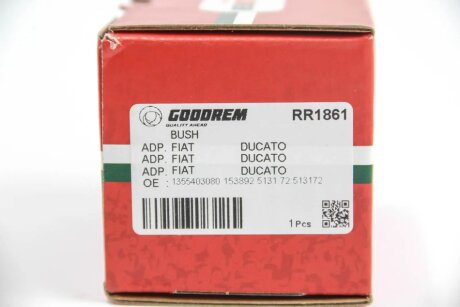 GOODREM RR1861
QUALITY AHEAD
BUSH
ADP. FIAT DUCATO
ADP. FIAT DUCATO
ADP. FIAT DUCATO
OE : 1355403080 153892 5131 72 513172
1 Pcs